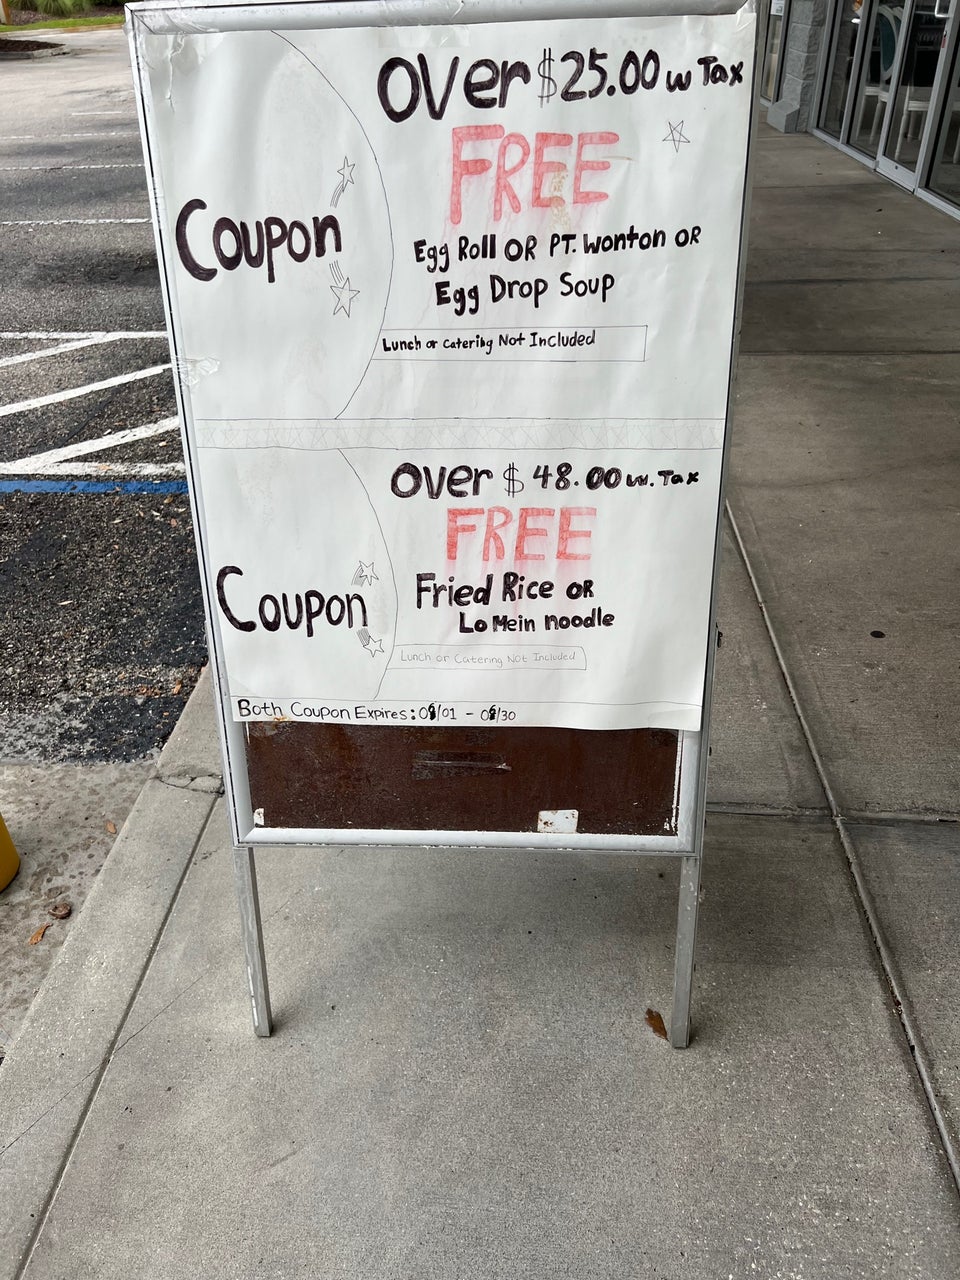 Over $25.00 w Tax
FREE
Coupon
Egg Roll OR PT. Wonton OR
Egg Drop Soup
Lunch or Catering Not Included
Over $48.00 w. Tax
FREE
Coupon
Fried Rice OR
Lo Mein Noodle
Lunch or Catering Not Included
Both Coupon Expires: